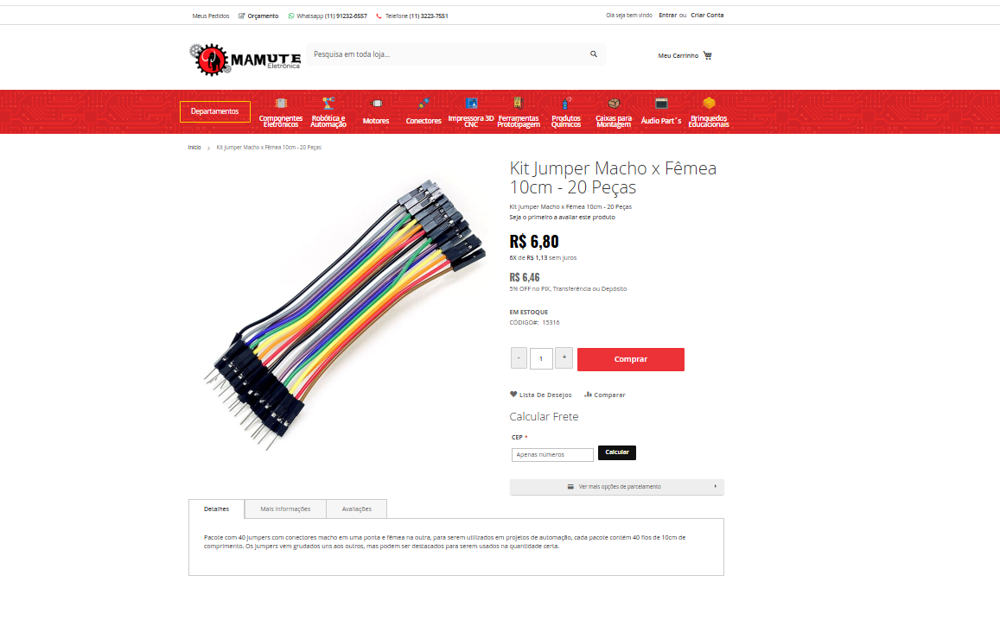 Meus Pedidos Orçamento Whatsapp (11) 91232-6557 Telefone (11) 3223-7551 Olá seja bem vindo Entrar ou Criar Conta
MAMUTE
Eletrônica
Pesquisa em toda loja...
Meu Carrinho
Departamentos
Componentes
Eletrônicos
Robótica e
Automação
Motores
Conectores
Impressora 3D
CNC
Ferramentas
Prototipagem
Produtos
Químicos
Caixas para
Montagem
Áudio Part´s
Brinquedos
Educacionais
Início > Kit Jumper Macho x Fêmea 10cm - 20 Peças
Kit Jumper Macho x Fêmea
10cm - 20 Peças
Kit Jumper Macho x Fêmea 10cm - 20 Peças
Seja o primeiro a avaliar este produto
R$ 6,80
6X de R$ 1,13 sem juros
R$ 6,46
5% OFF no PIX, Transferência ou Depósito
EM ESTOQUE
CÓDIGO#: 15316
- 1 + Comprar
Lista De Desejos Comparar
Calcular Frete
CEP *
Apenas números Calcular
Ver mais opções de parcelamento
Detalhes Mais informações Avaliações
Pacote com 40 jumpers com conectores macho em uma ponta e fêmea na outra, para serem utilizados em projetos de automação, cada pacote contém 40 fios de 10cm de
comprimento. Os jumpers vem grudados uns aos outros, mas podem ser destacados para serem usados na quantidade certa.